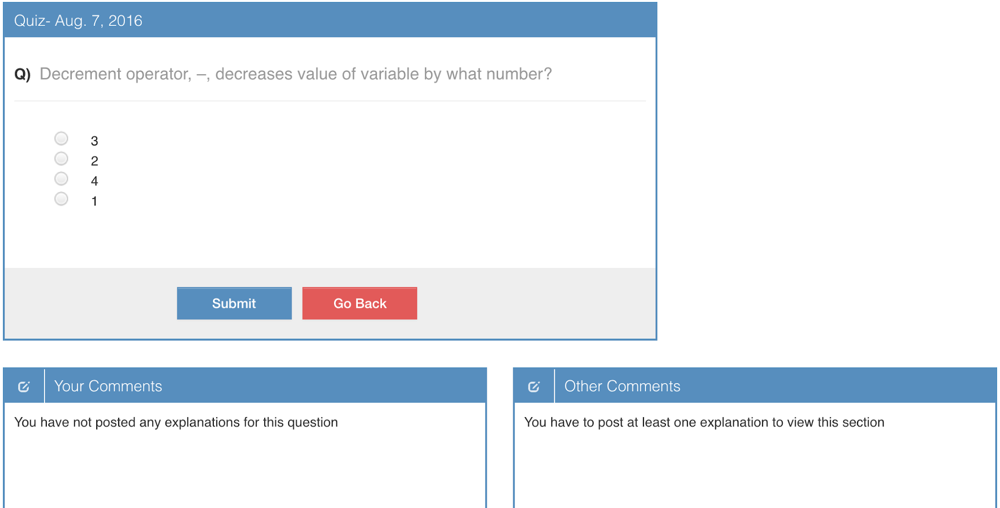 Quiz- Aug. 7, 2016
Q) Decrement operator, –, decreases value of variable by what number?
3
2
4
1
Submit Go Back
Your Comments
You have not posted any explanations for this question
Other Comments
You have to post at least one explanation to view this section